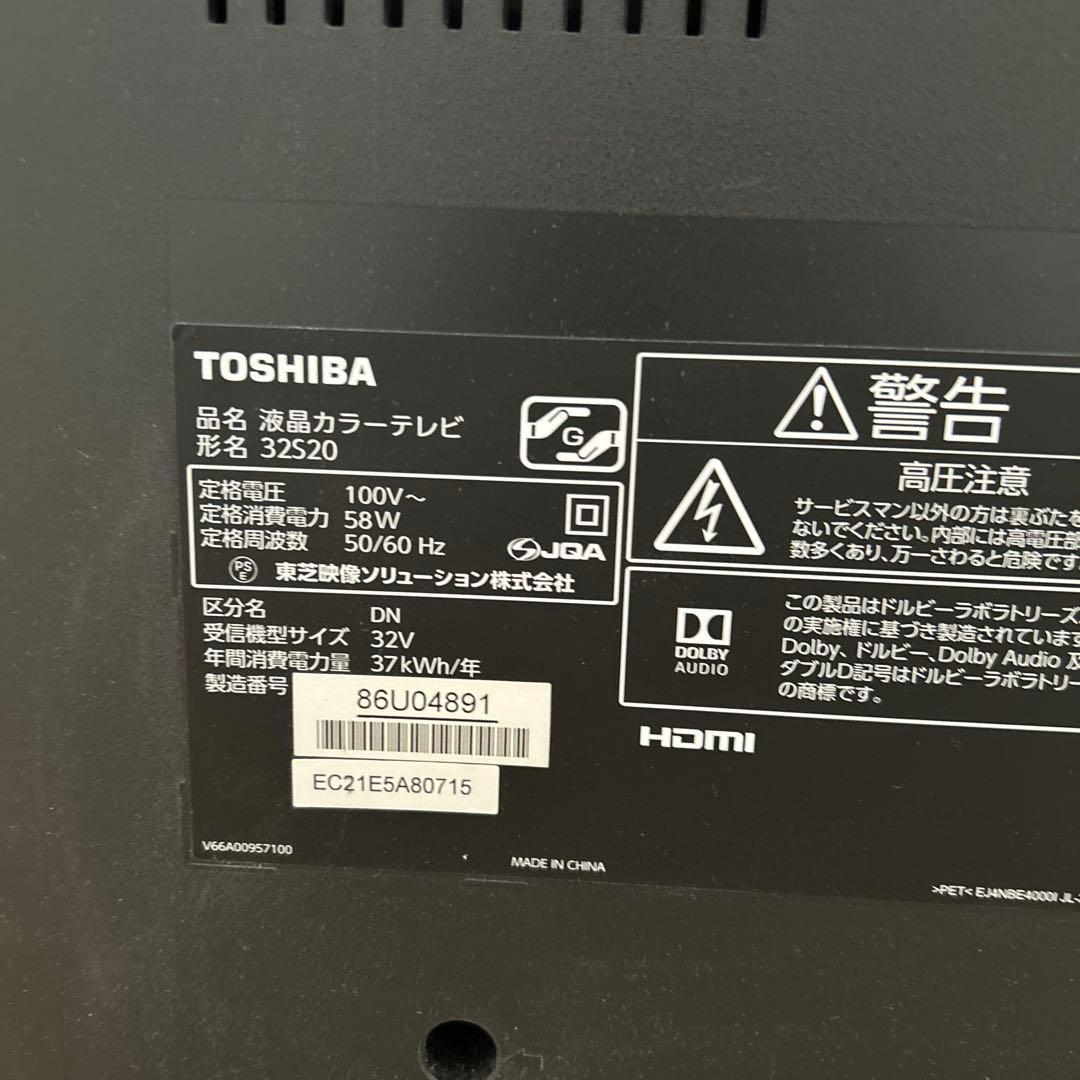 TOSHIBA
品名 液晶カラーテレビ
形名 32S20
G
定格電圧 100V～
定格消費電力 58W
定格周波数 50/60 Hz
JQA
PS
E
東芝映像ソリューション株式会社
区分名 DN
受信機型サイズ 32V
年間消費電力量 37kWh/年
製造番号
86U04891
EC21E5A80715
V66A00957100
MADE IN CHINA
警告
高圧注意
サービスマン以外の方は裏ぶたを
ないでください。内部には高電圧部
数多くあり、万一さわると危険です
DOLBY
AUDIO
この製品はドルビーラボラトリーズ
の実施権に基づき製造されています
Dolby、ドルビー、Dolby Audio 及
ダブルD記号はドルビーラボラトリー
の商標です。
HDMI
>PET< EJ4NBE4000I JL-